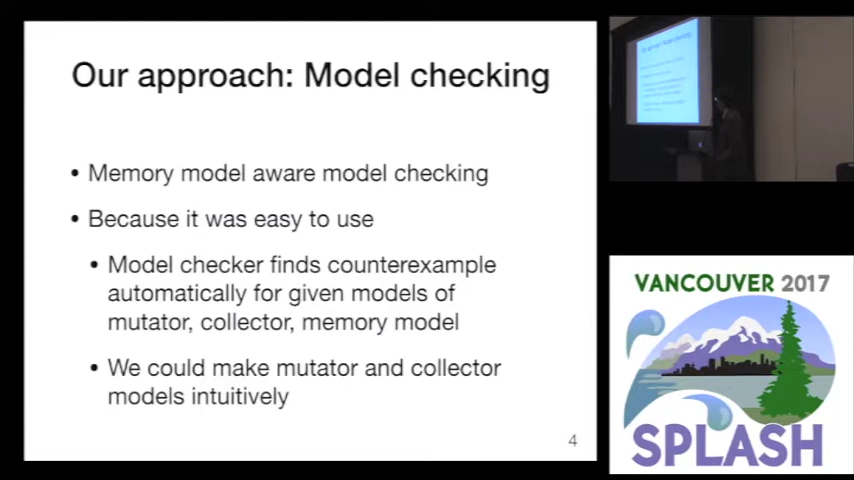 Our approach: Model checking
• Memory model aware model checking
• Because it was easy to use
• Model checker finds counterexample
automatically for given models of
mutator, collector, memory model
• We could make mutator and collector
models intuitively
4
VANCOUVER 2017
SPLASH